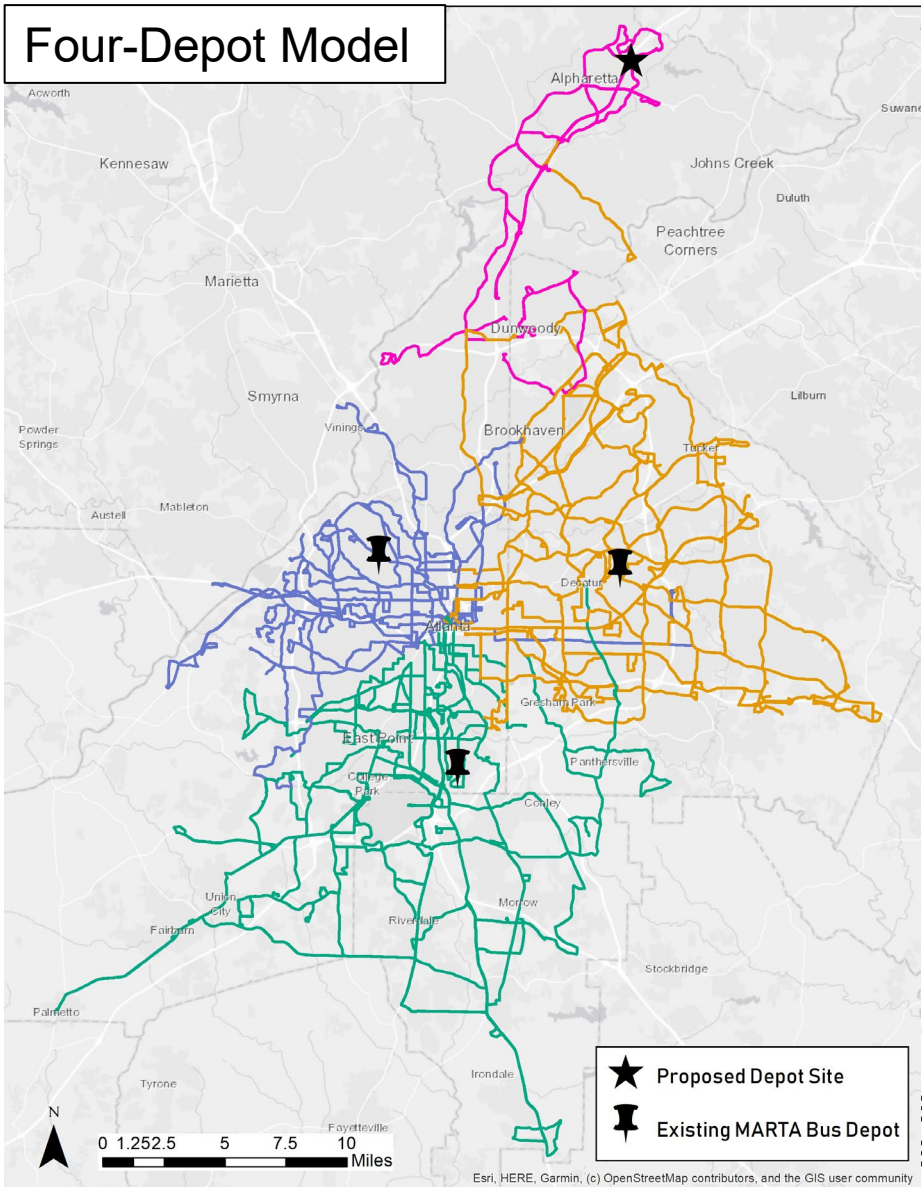 Four-Depot Model
Acworth
Alpharetta
Suwane
Kennesaw
Johns Creek
Duluth
Peachtree
Corners
Marietta
Dunwoody
Smyrna
Lilburn
Powder
Springs
Vinings
Brookhaven
Tucker
Mableton
Austell
Decatur
Atlanta
Gresham Park
East Point
Panthersville
College
Park
Conley
Union
City
Morrow
Riverdale
Fairburn
Stockbridge
Palmetto
Irondale
Tyrone
Fayetteville
N
0 1.25 2.5 5 7.5 10
Miles
Proposed Depot Site
Existing MARTA Bus Depot
Esri, HERE, Garmin, (c) OpenStreetMap contributors, and the GIS user community